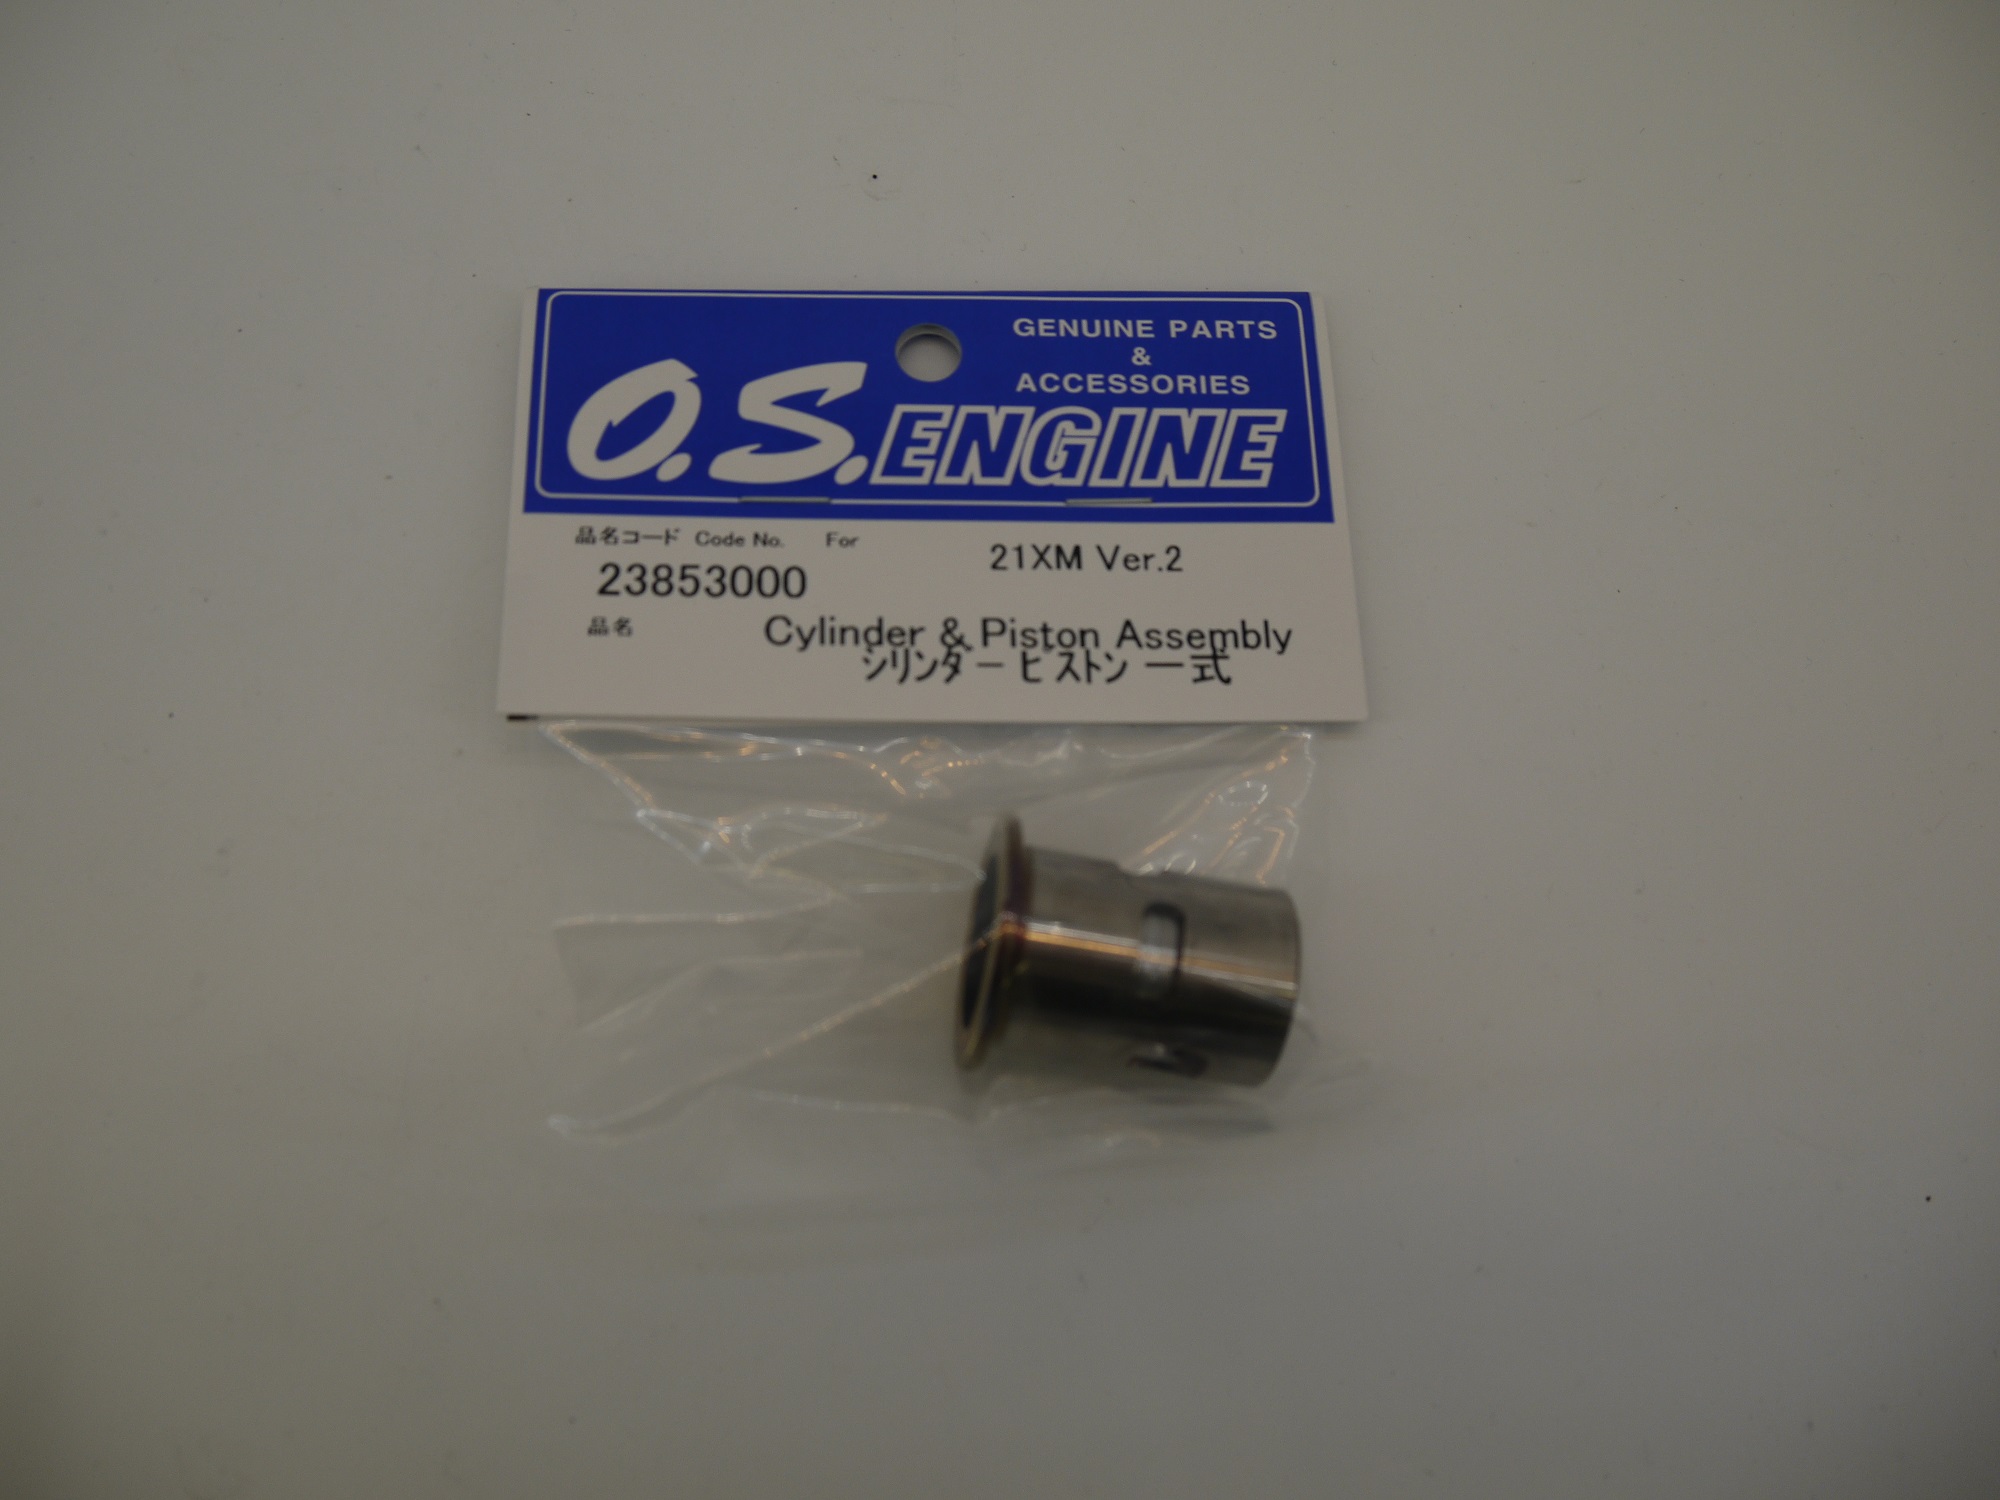 GENUINE PARTS
&
ACCESSORIES
O.S.ENGINE
品名コード Code No. For
21XM Ver.2
23853000
品名 Cylinder & Piston Assembly
シリンダー ピストン 一式